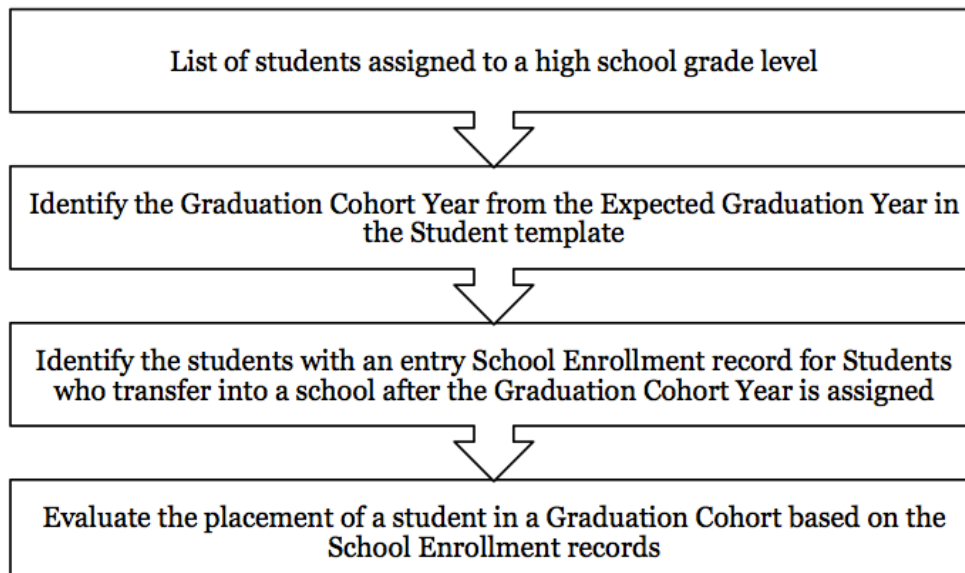 List of students assigned to a high school grade level
Identify the Graduation Cohort Year from the Expected Graduation Year in
the Student template
Identify the students with an entry School Enrollment record for Students
who transfer into a school after the Graduation Cohort Year is assigned
Evaluate the placement of a student in a Graduation Cohort based on the
School Enrollment records